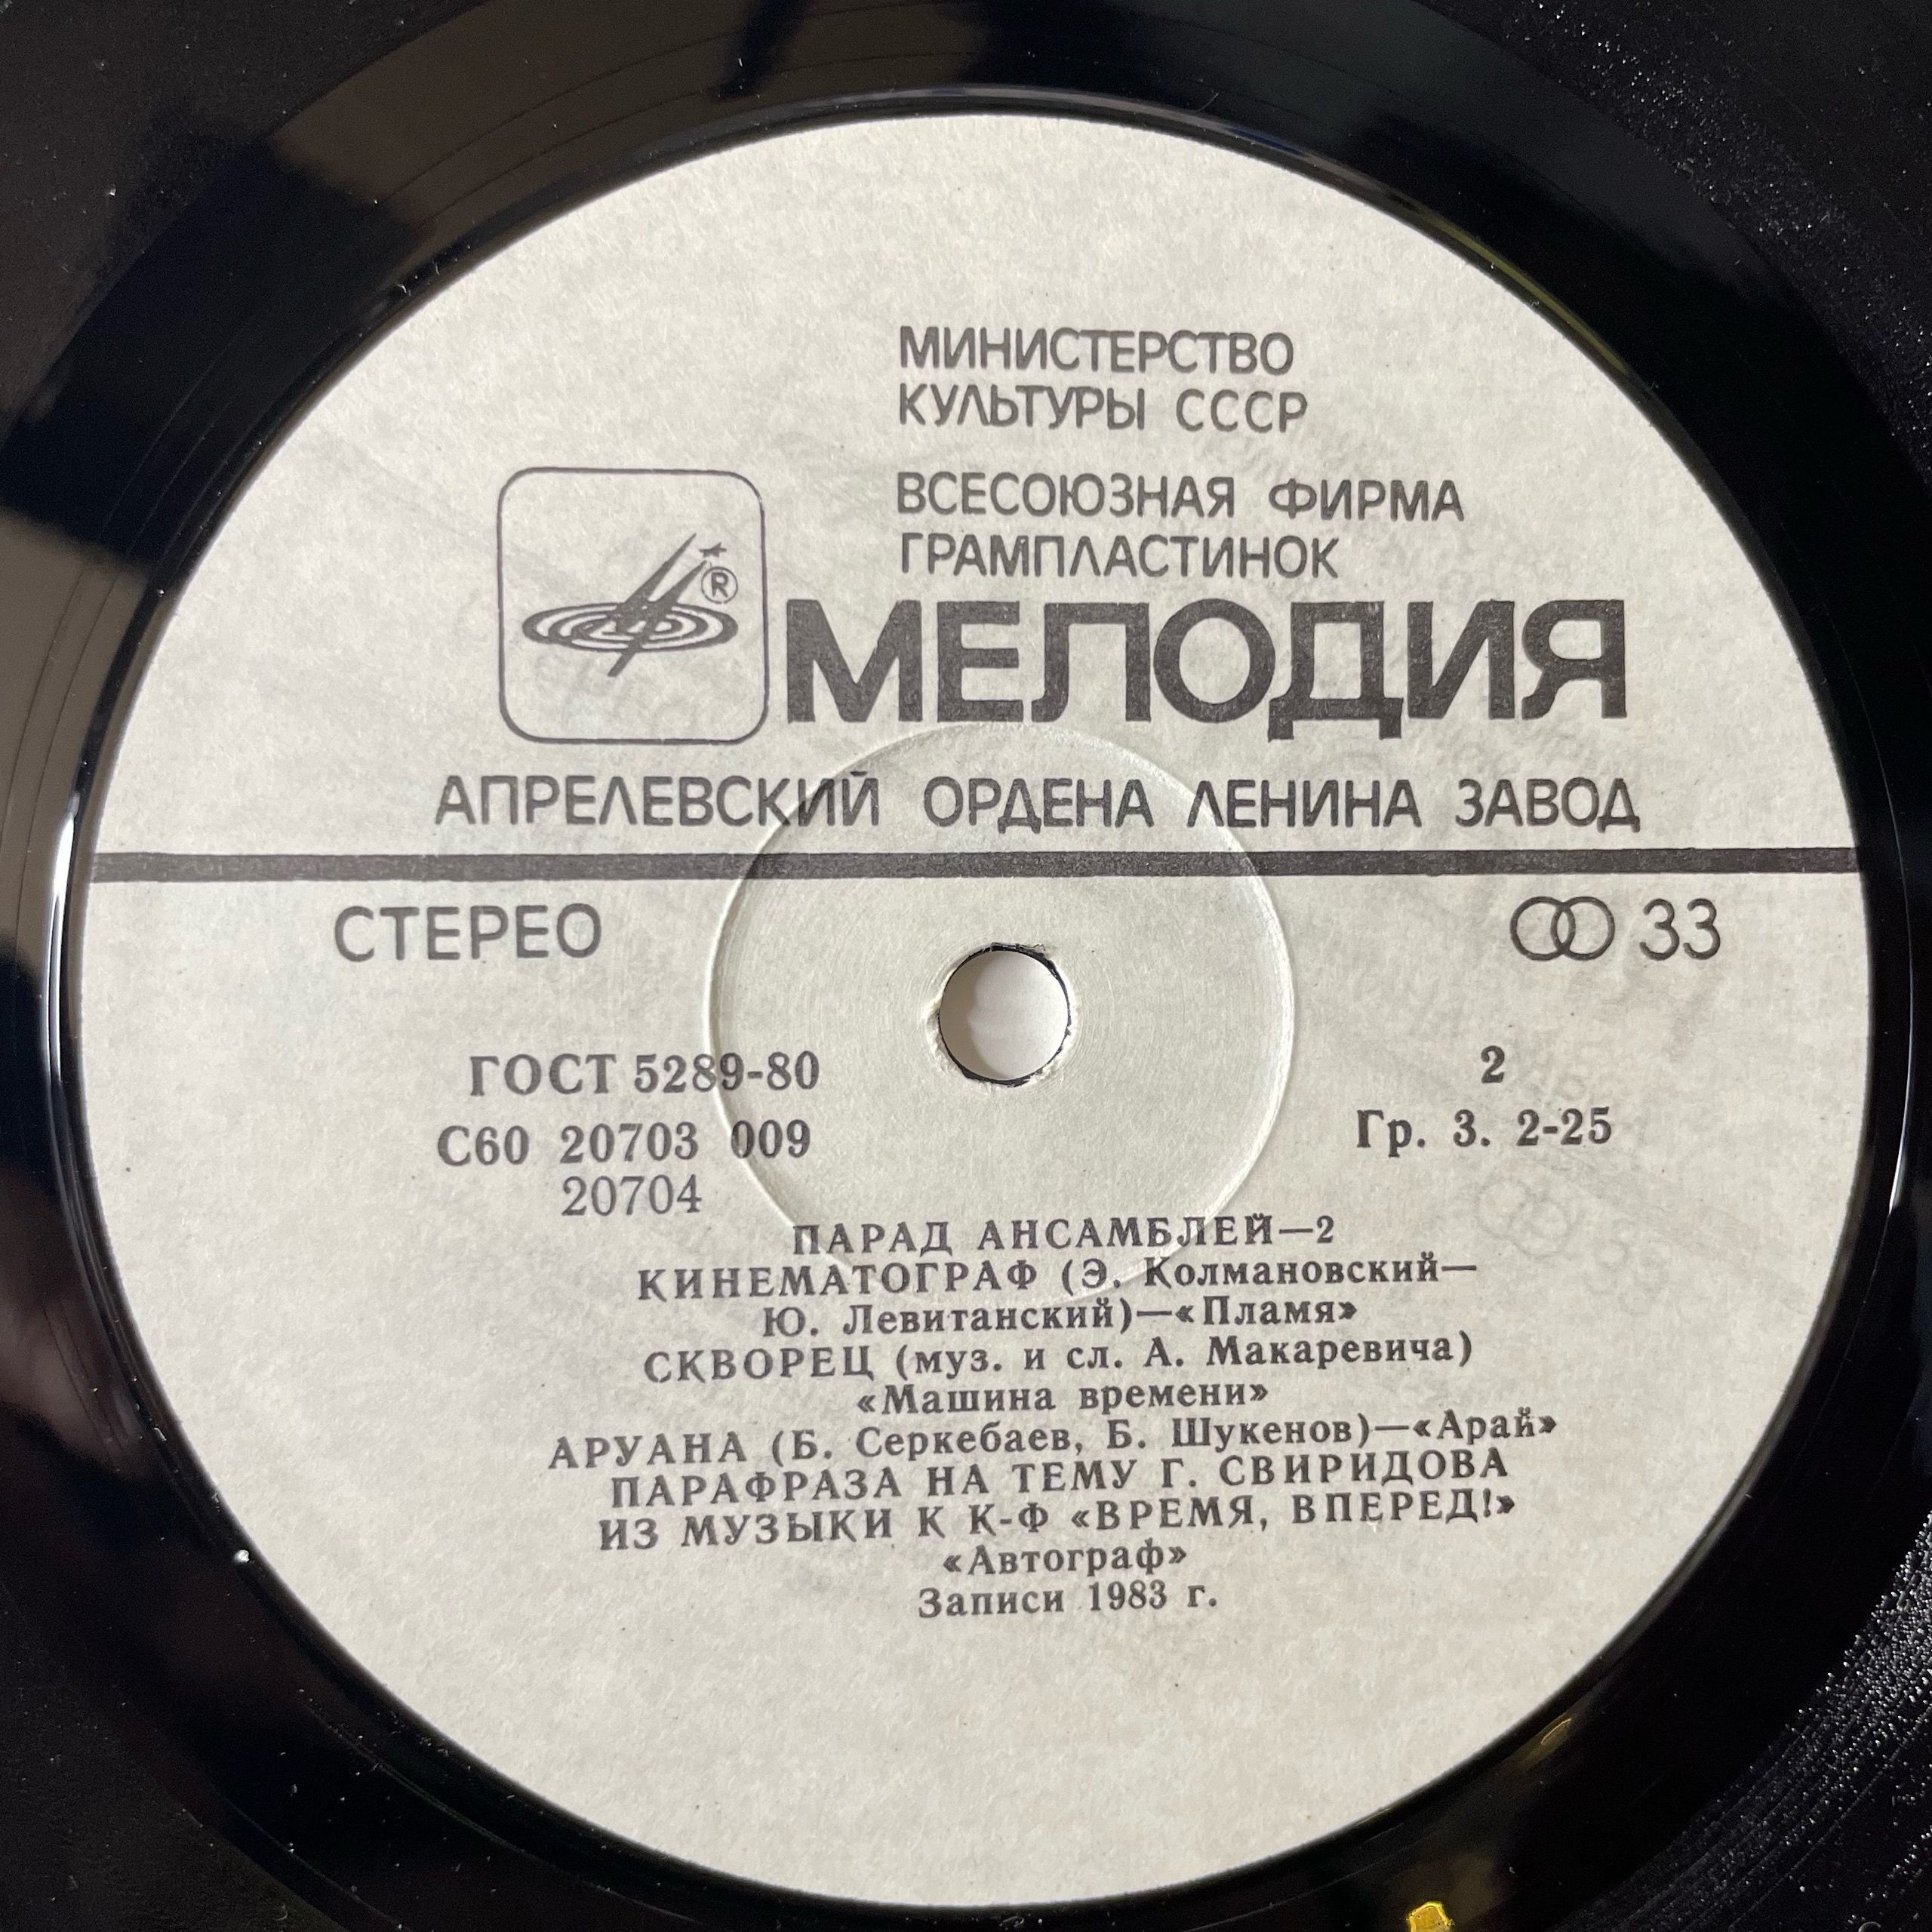 МИНИСТЕРСТВО
КУЛЬТУРЫ СССР
ВСЕСОЮЗНАЯ ФИРМА
ГРАМПЛАСТИНОК
®
МЕЛОДИЯ
АПРЕЛЕВСКИЙ ОРДЕНА ЛЕНИНА ЗАВОД
СТЕРЕО
33
ГОСТ 5289-80
2
С60 20703 009
Гр. 3. 2-25
20704
ПАРАД АНСАМБЛЕЙ—2
КИНЕМАТОГРАФ (Э. Колмановский—
Ю. Левитанский)—«Пламя»
СКВОРЕЦ (муз. и сл. А. Макаревича)
«Машина времени»
АРУАНА (Б. Серкебаев, Б. Шукенов)—«Арай»
ПАРАФРАЗА НА ТЕМУ Г. СВИРИДОВА
ИЗ МУЗЫКИ К К-Ф «ВРЕМЯ, ВПЕРЕД!»
«Автограф»
Записи 1983 г.